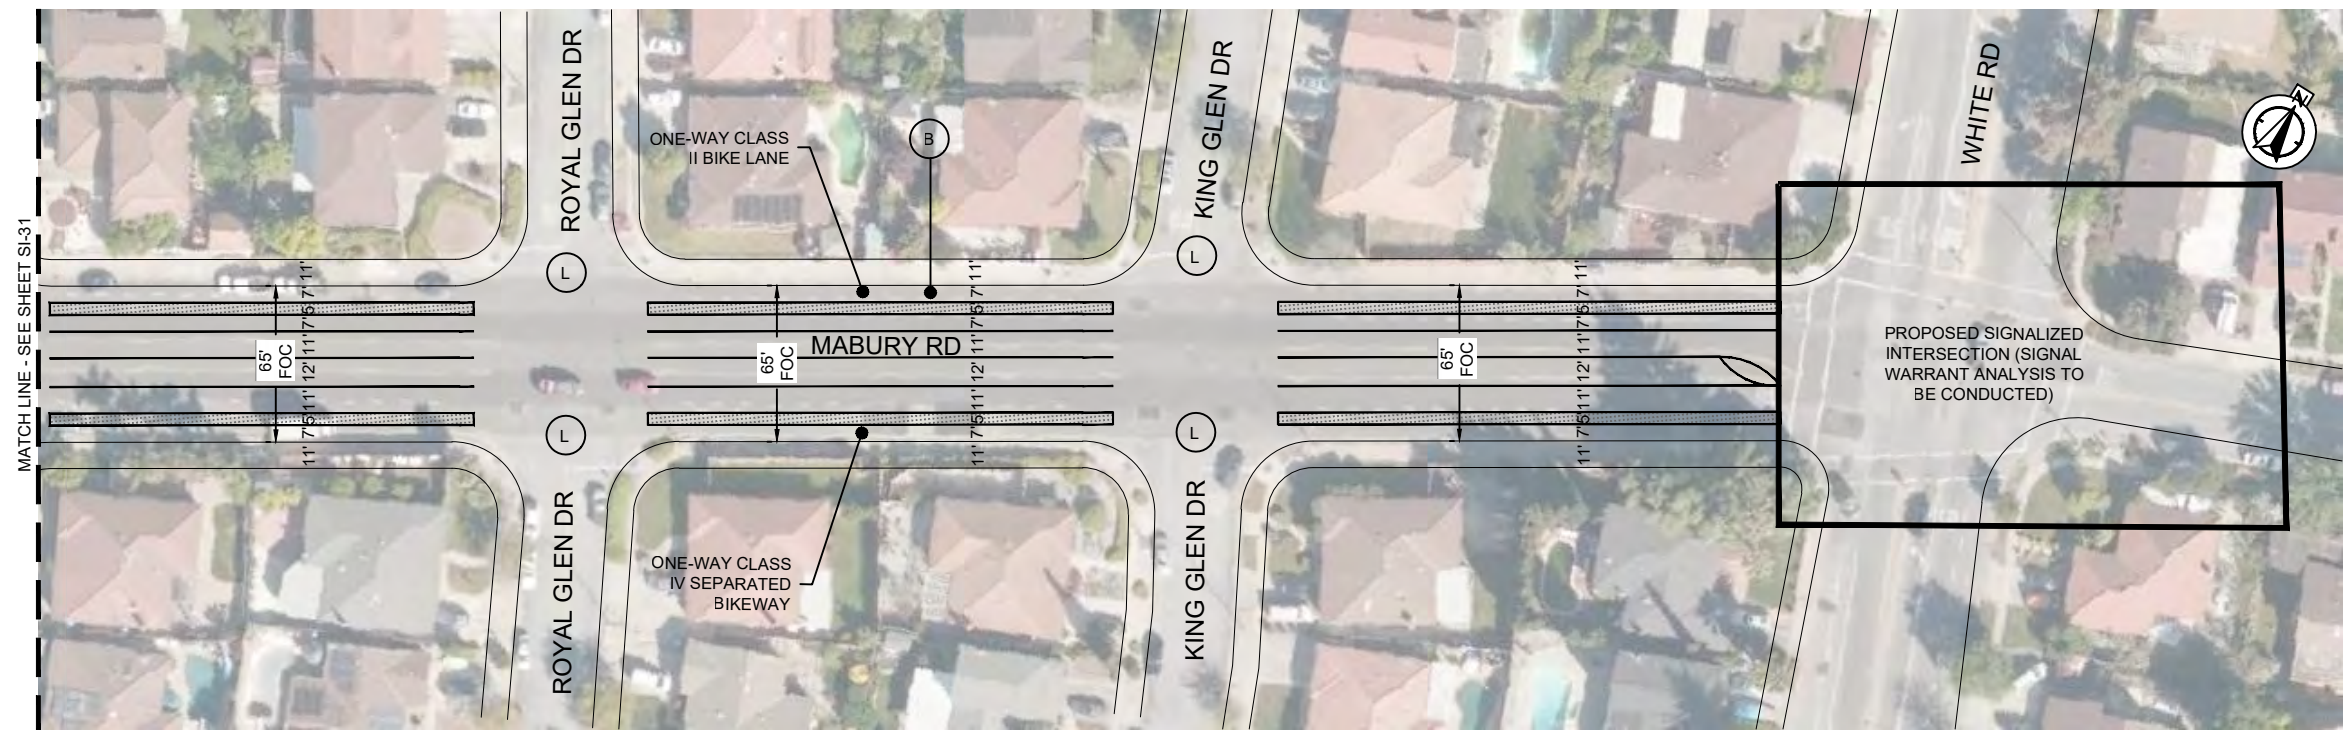 MATCH LINE - SEE SHEET SI-31
ROYAL GLEN DR
KING GLEN DR
WHITE RD
N
ONE-WAY CLASS
II BIKE LANE
B
L
L
11'
7'
5'
7'
11'
12'
11'
7'
5'
11'
11'
7'
5'
7'
11'
12'
11'
7'
5'
11'
11'
7'
5'
7'
11'
12'
11'
7'
5'
11'
65'
FOC
65'
FOC
65'
FOC
MABURY RD
PROPOSED SIGNALIZED
INTERSECTION (SIGNAL
WARRANT ANALYSIS TO
BE CONDUCTED)
L
L
ROYAL GLEN DR
KING GLEN DR
ONE-WAY CLASS
IV SEPARATED
BIKEWAY